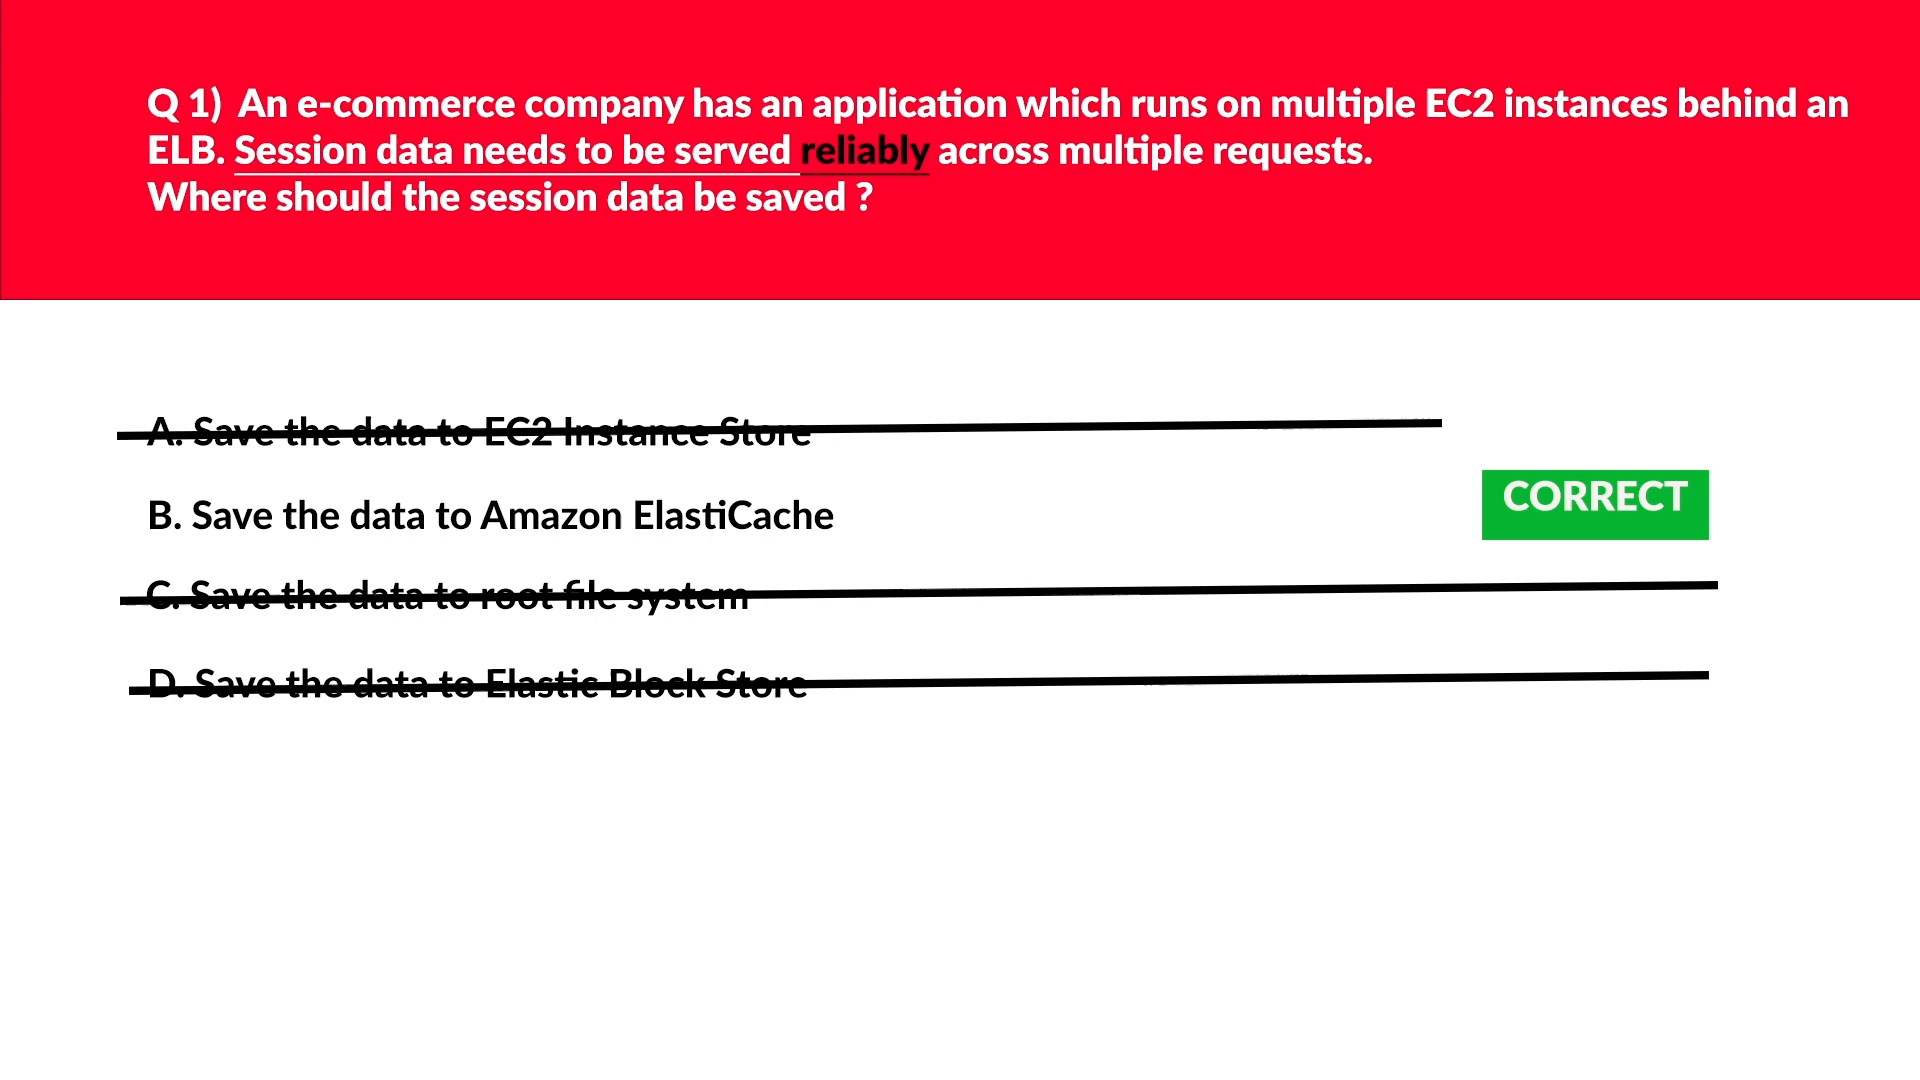 Q 1) An e-commerce company has an application which runs on multiple EC2 instances behind an
ELB. Session data needs to be served reliably across multiple requests.
Where should the session data be saved ?
A. Save the data to EC2 Instance Store
B. Save the data to Amazon ElastiCache
CORRECT
C. Save the data to root file system
D. Save the data to Elastic Block Store